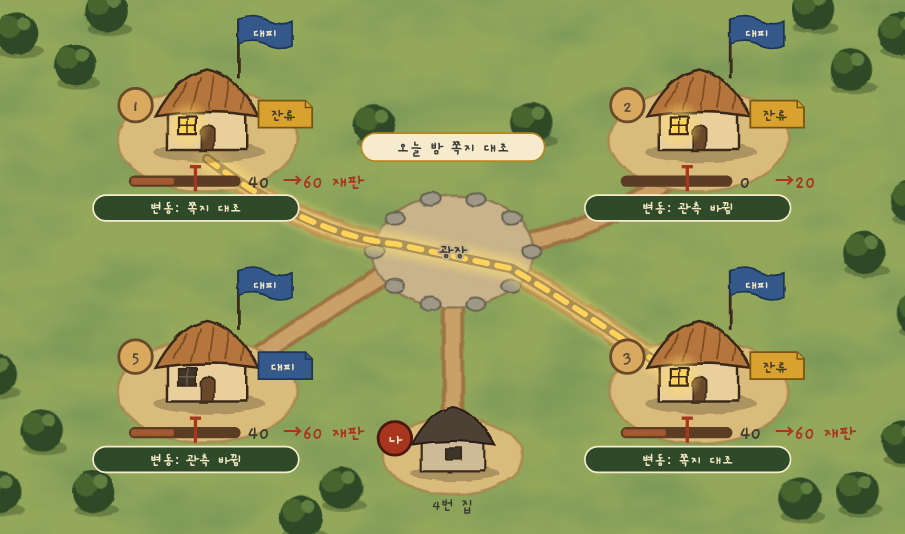 대피
1
잔류
40 →60 재판
변동: 쪽지 대조
대피
2
잔류
0 →20
변동: 관측 바뀜
오늘 밤 쪽지 대조
광장
대피
5
대피
40 →60 재판
변동: 관측 바뀜
대피
3
잔류
40 →60 재판
변동: 쪽지 대조
나
4번 집